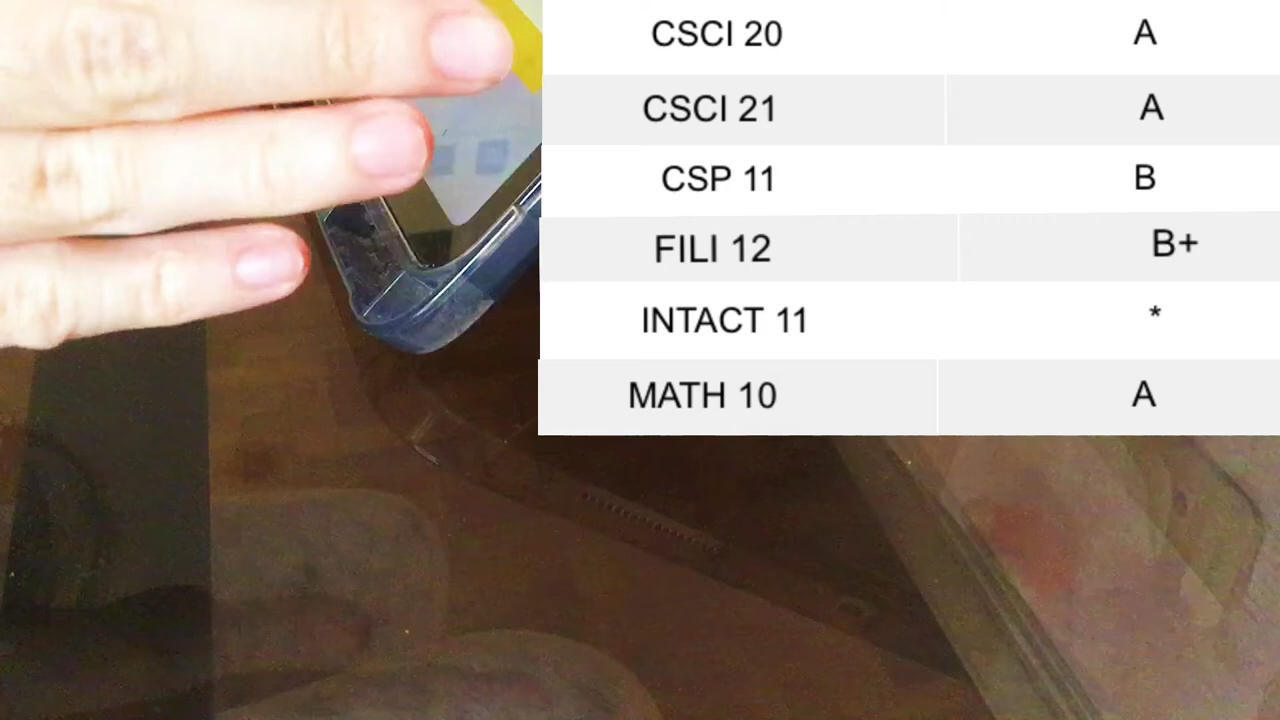 CSCI 20 A
CSCI 21 A
CSP 11 B
FILI 12 B+
INTACT 11 *
MATH 10 A